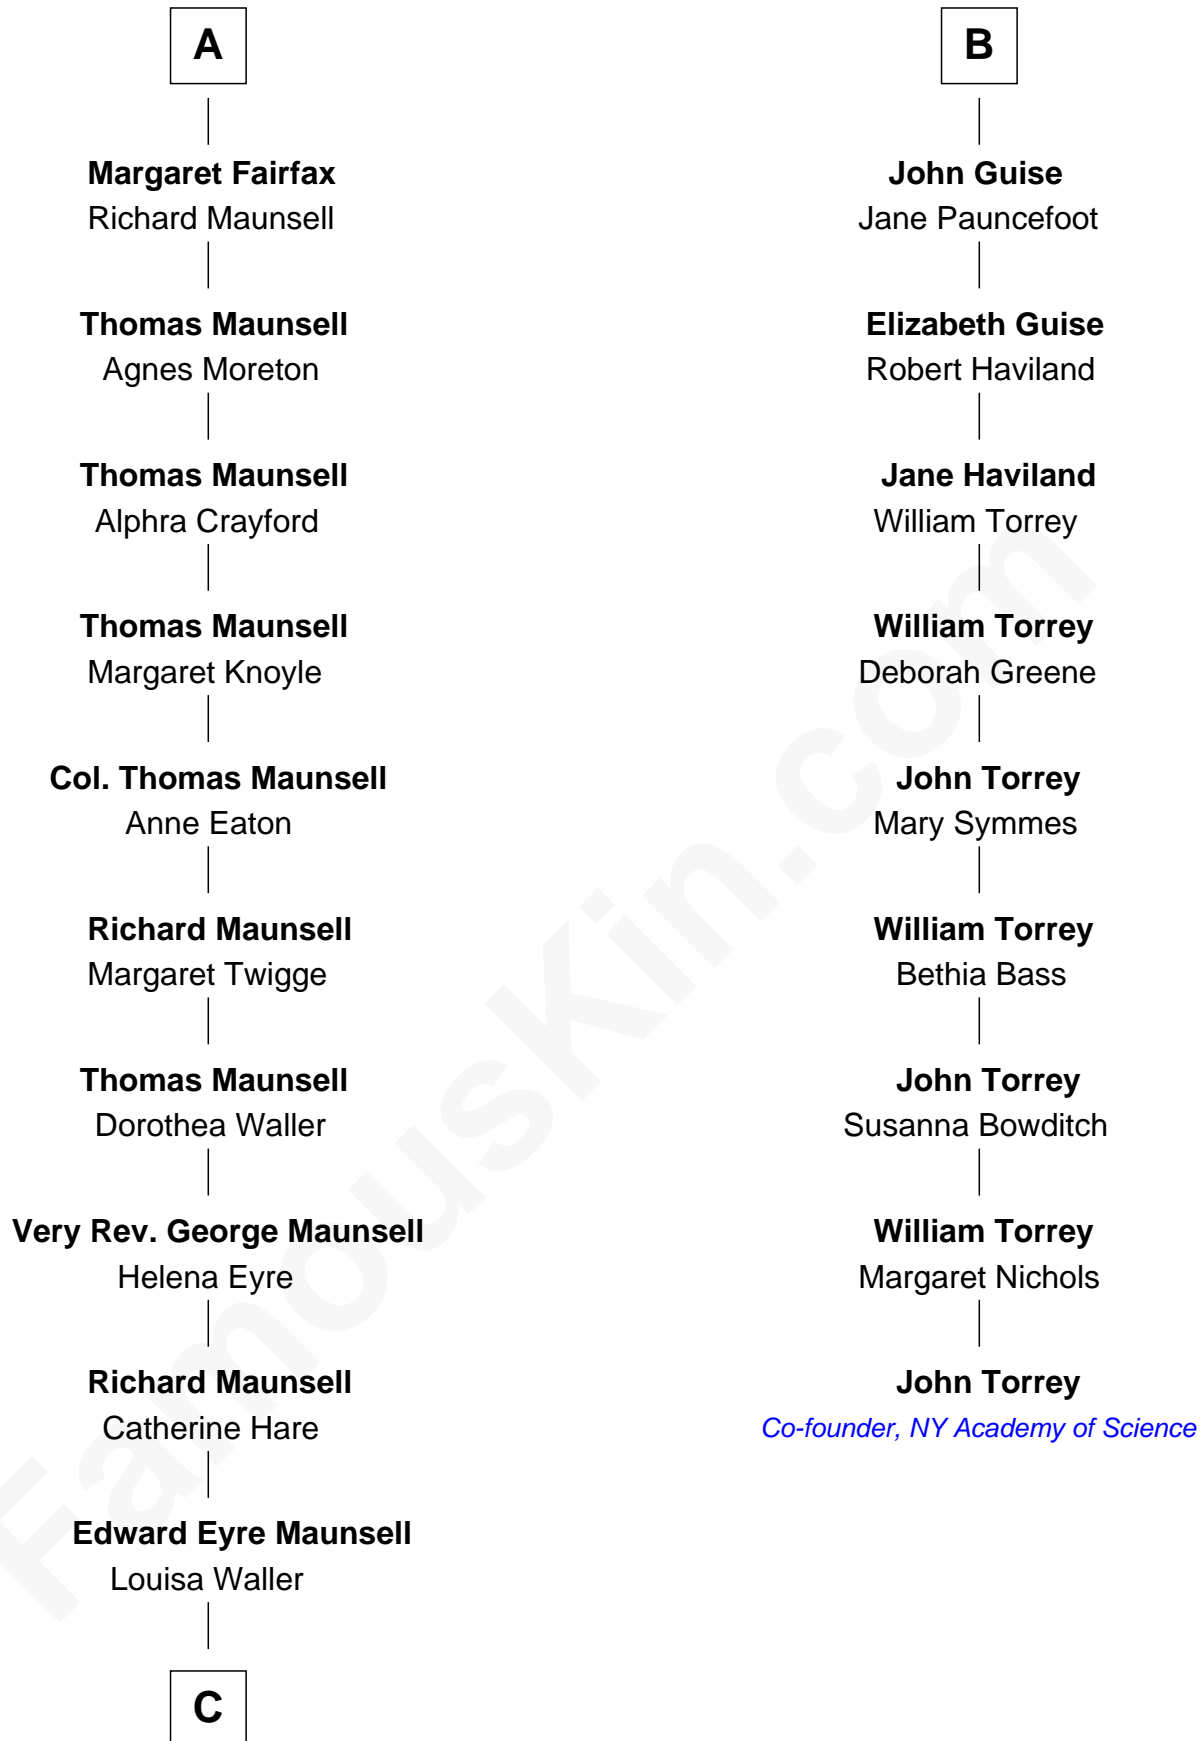 A
Margaret Fairfax
Richard Maunsell
Thomas Maunsell
Agnes Moreton
Thomas Maunsell
Alphra Crayford
Thomas Maunsell
Margaret Knoyle
Col. Thomas Maunsell
Anne Eaton
Richard Maunsell
Margaret Twigge
Thomas Maunsell
Dorothea Waller
Very Rev. George Maunsell
Helena Eyre
Richard Maunsell
Catherine Hare
Edward Eyre Maunsell
Louisa Waller
C
B
John Guise
Jane Pauncefoot
Elizabeth Guise
Robert Haviland
Jane Haviland
William Torrey
William Torrey
Deborah Greene
John Torrey
Mary Symmes
William Torrey
Bethia Bass
John Torrey
Susanna Bowditch
William Torrey
Margaret Nichols
John Torrey
Co-founder, NY Academy of Science
FamousKin.com